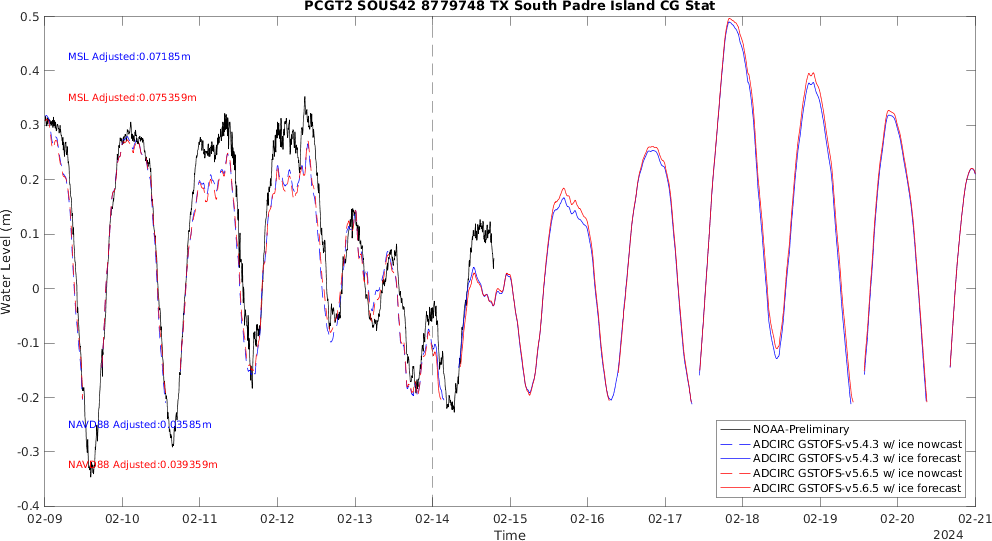 PCGT2 SOUS42 8779748 TX South Padre Island CG Stat
0.5
0.4
0.3
0.2
0.1
0
-0.1
-0.2
-0.3
-0.4
Water Level (m)
MSL Adjusted:0.07185m
MSL Adjusted:0.075359m
NAVD88 Adjusted:0.03585m
NAVD88 Adjusted:0.039359m
NOAA-Preliminary
ADCIRC GSTOFS-v5.4.3 w/ ice nowcast
ADCIRC GSTOFS-v5.4.3 w/ ice forecast
ADCIRC GSTOFS-v5.6.5 w/ ice nowcast
ADCIRC GSTOFS-v5.6.5 w/ ice forecast
02-09 02-10 02-11 02-12 02-13 02-14 02-15 02-16 02-17 02-18 02-19 02-20 02-21
Time
2024